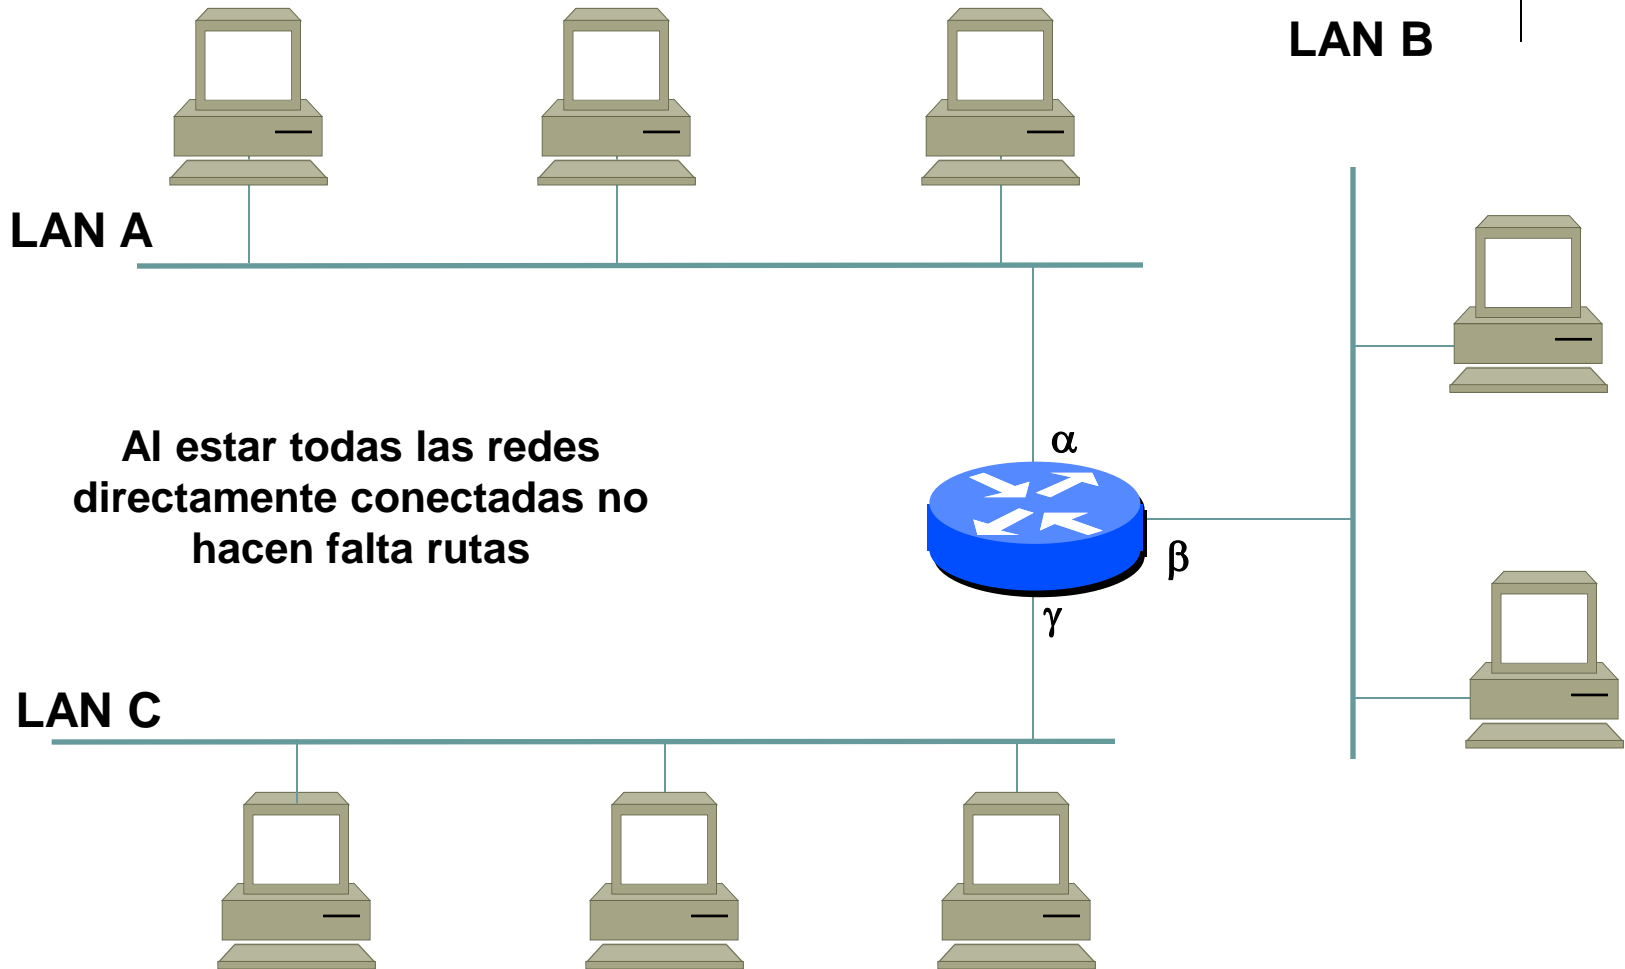 LAN B
LAN A
α
Al estar todas las redes
directamente conectadas no
hacen falta rutas
β
γ
LAN C